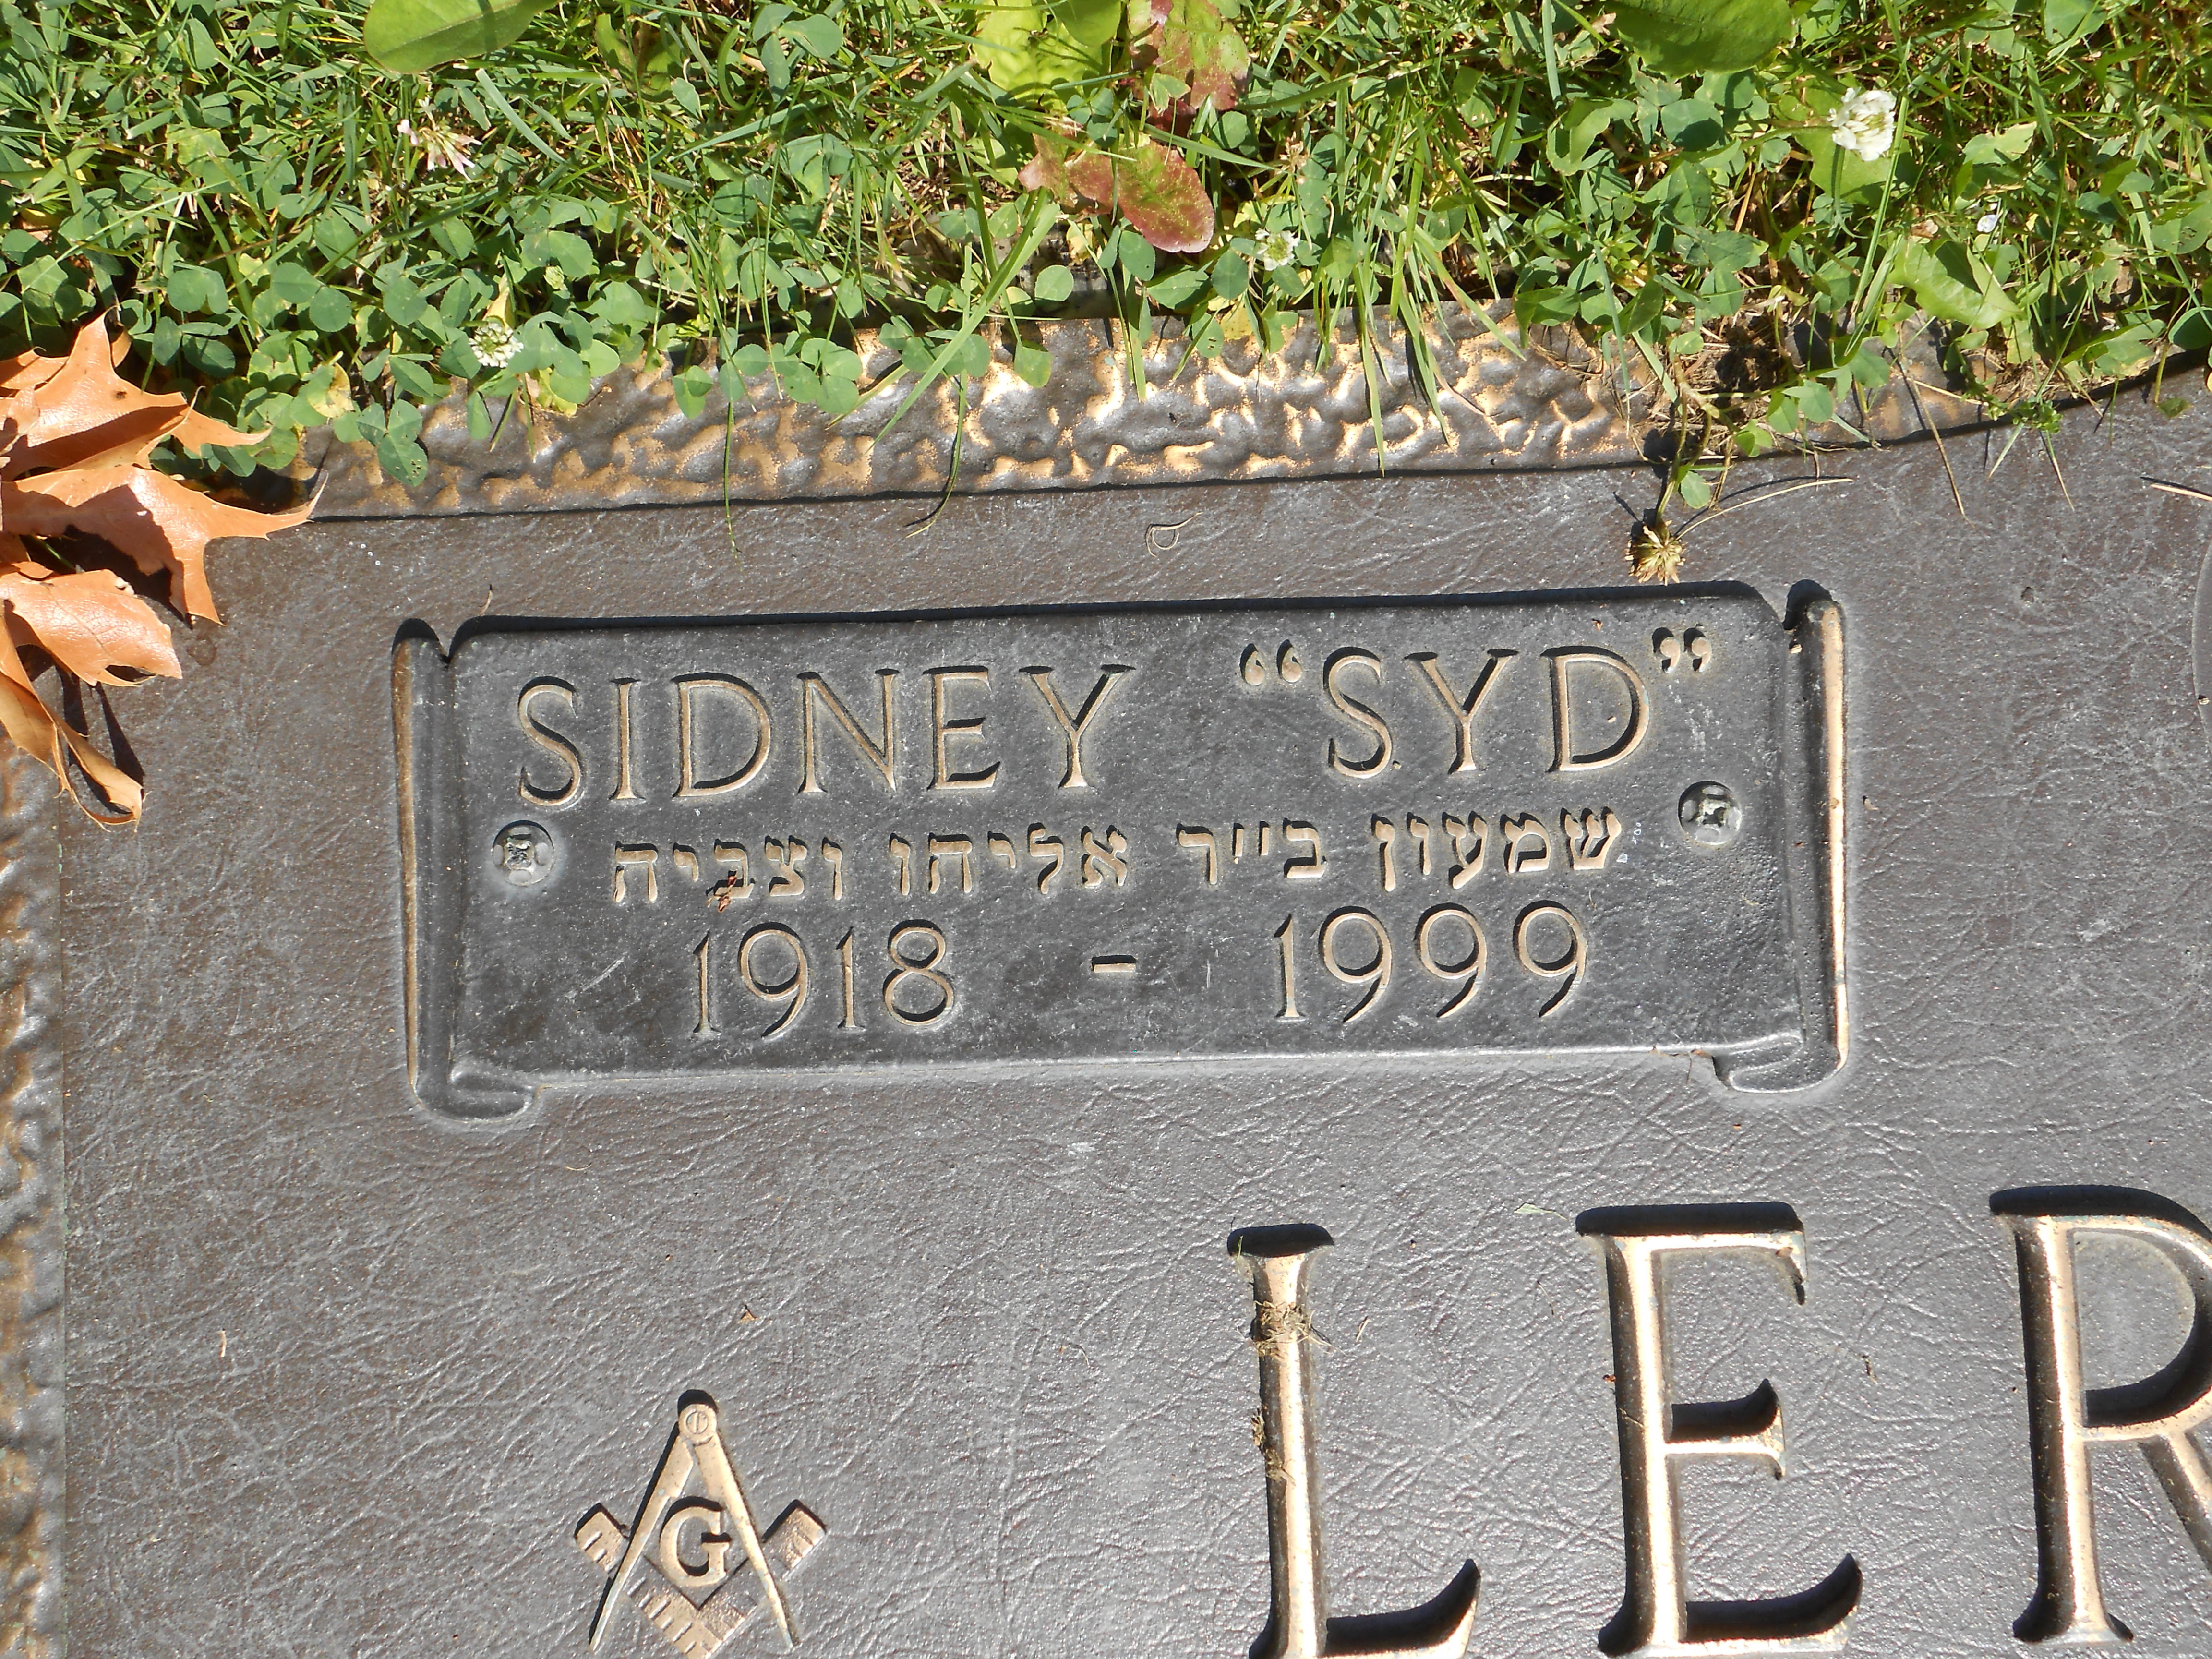 SIDNEY “SYD”
שמעון ב״ר אליהו וצביה
1918 - 1999
LER
G